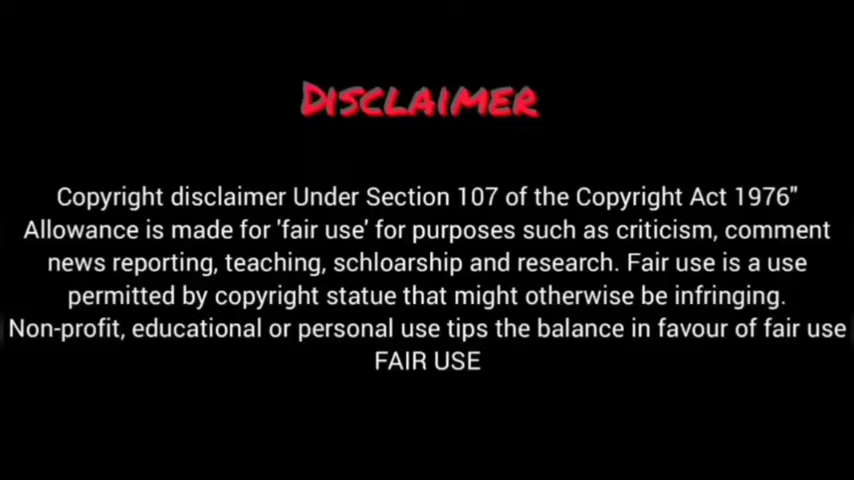 DISCLAIMER
Copyright disclaimer Under Section 107 of the Copyright Act 1976"
Allowance is made for 'fair use' for purposes such as criticism, comment
news reporting, teaching, schloarship and research. Fair use is a use
permitted by copyright statue that might otherwise be infringing.
Non-profit, educational or personal use tips the balance in favour of fair use
FAIR USE